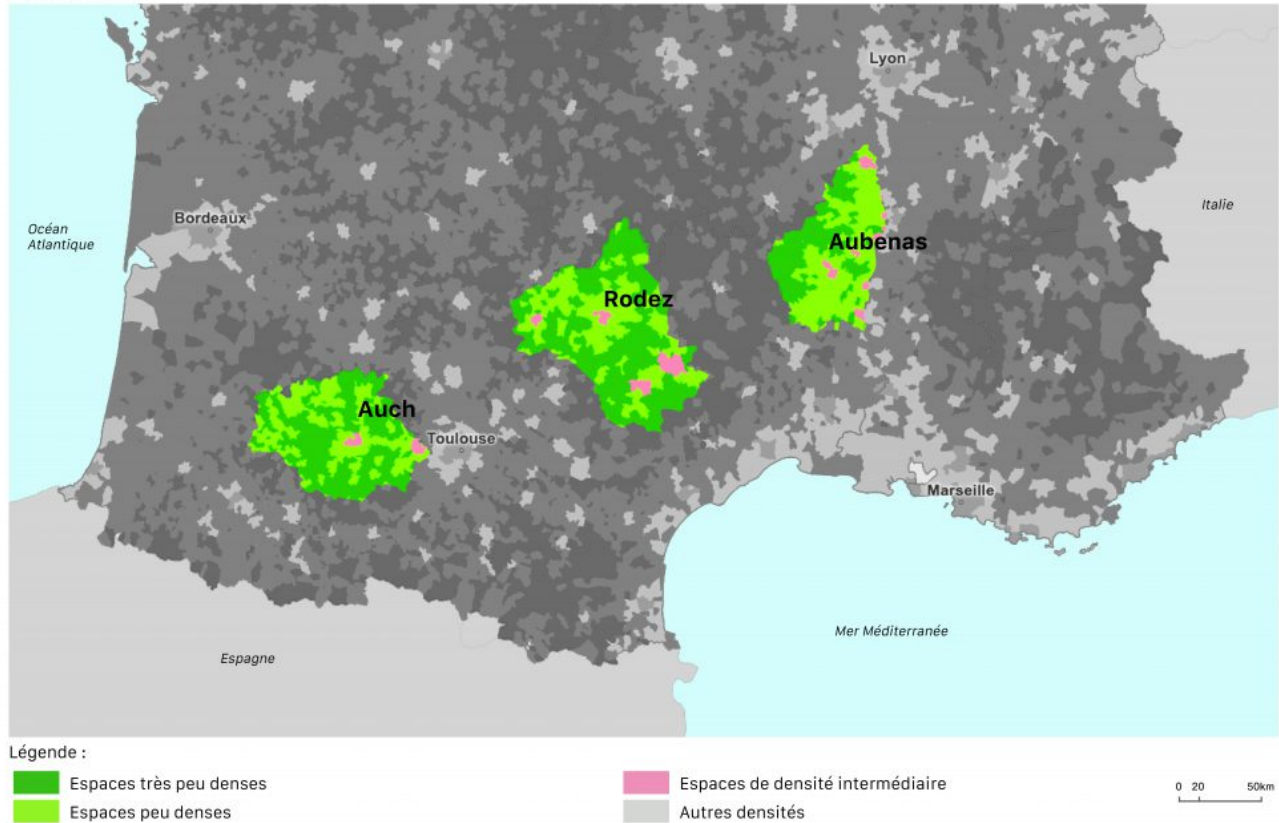 Lyon
Italie
Bordeaux
Océan
Atlantique
Aubenas
Rodez
Auch
Toulouse
Marseille
Mer Méditerranée
Espagne
Légende :
Espaces très peu denses
Espaces de densité intermédiaire
0 20 50km
Espaces peu denses
Autres densités